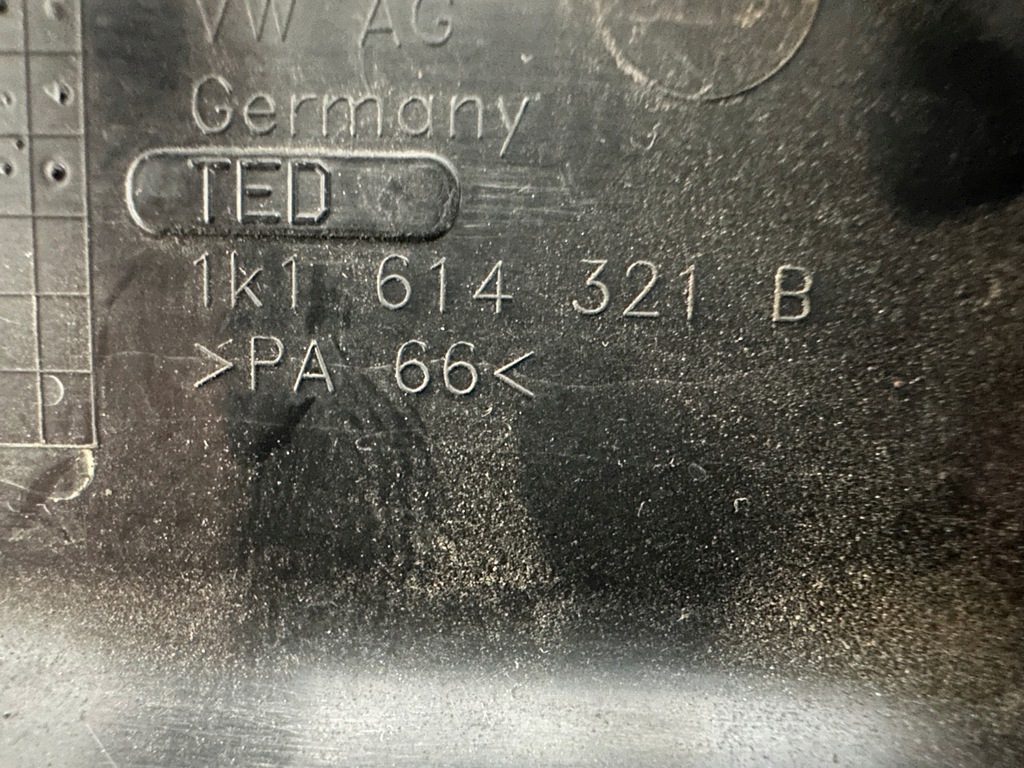 VW AG
Germany
TED
1k1 614 321 B
>PA 66<